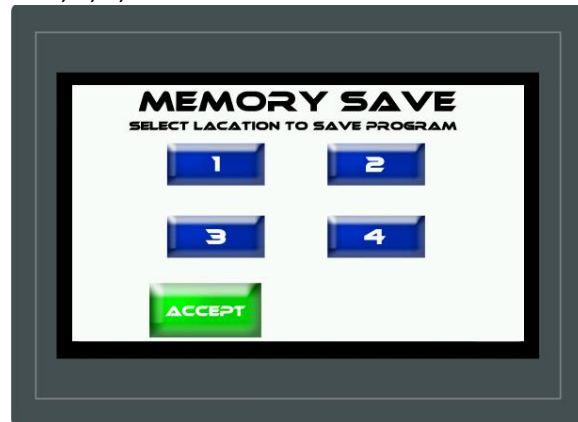 MEMORY SAVE
SELECT LACATION TO SAVE PROGRAM
1 2
3 4
ACCEPT